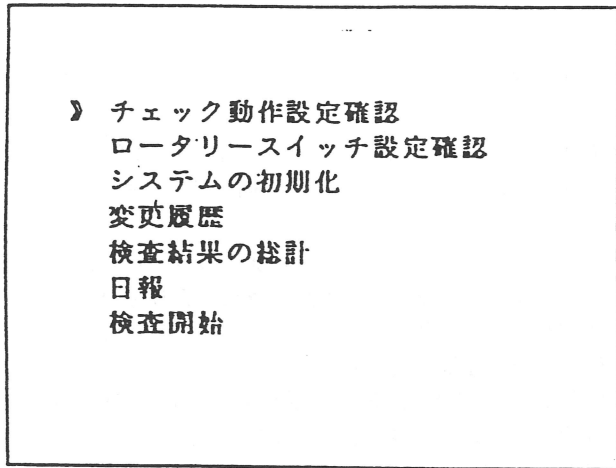 》 チェック動作設定確認
ロータリースイッチ設定確認
システムの初期化
変更履歴
検査結果の総計
日報
検査開始